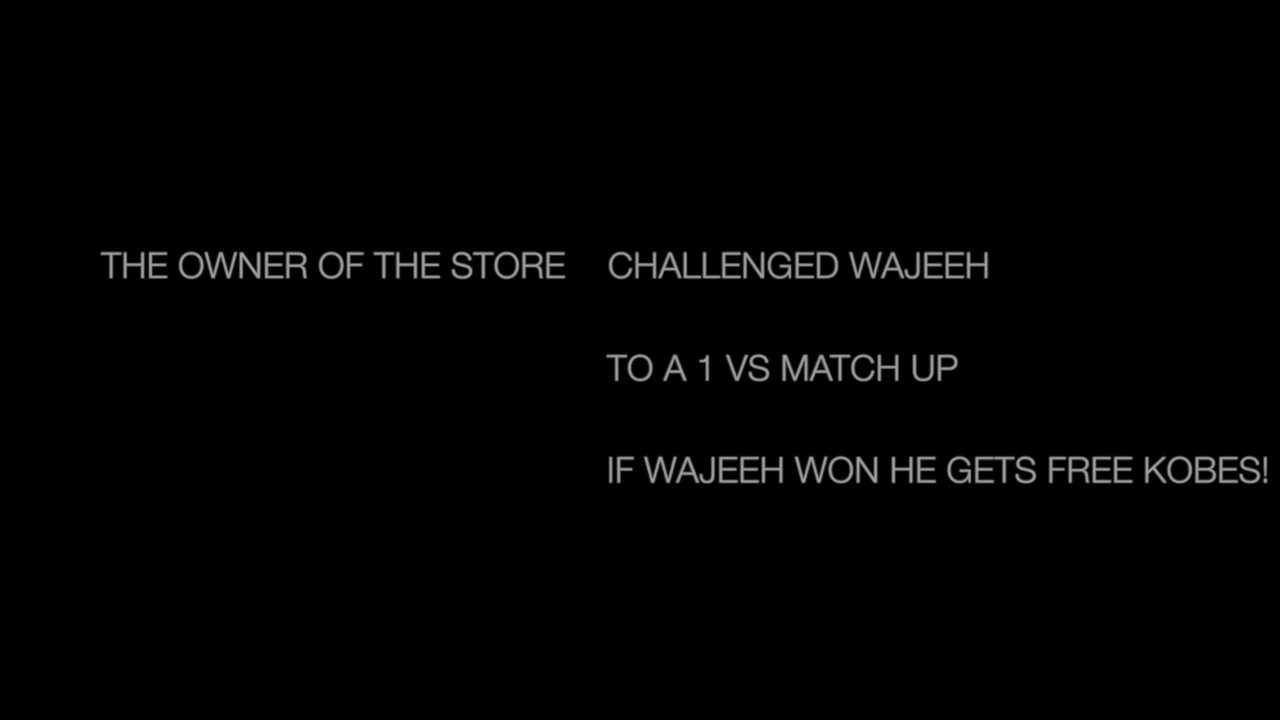 THE OWNER OF THE STORE CHALLENGED WAJEEH
TO A 1 VS MATCH UP
IF WAJEEH WON HE GETS FREE KOBES!